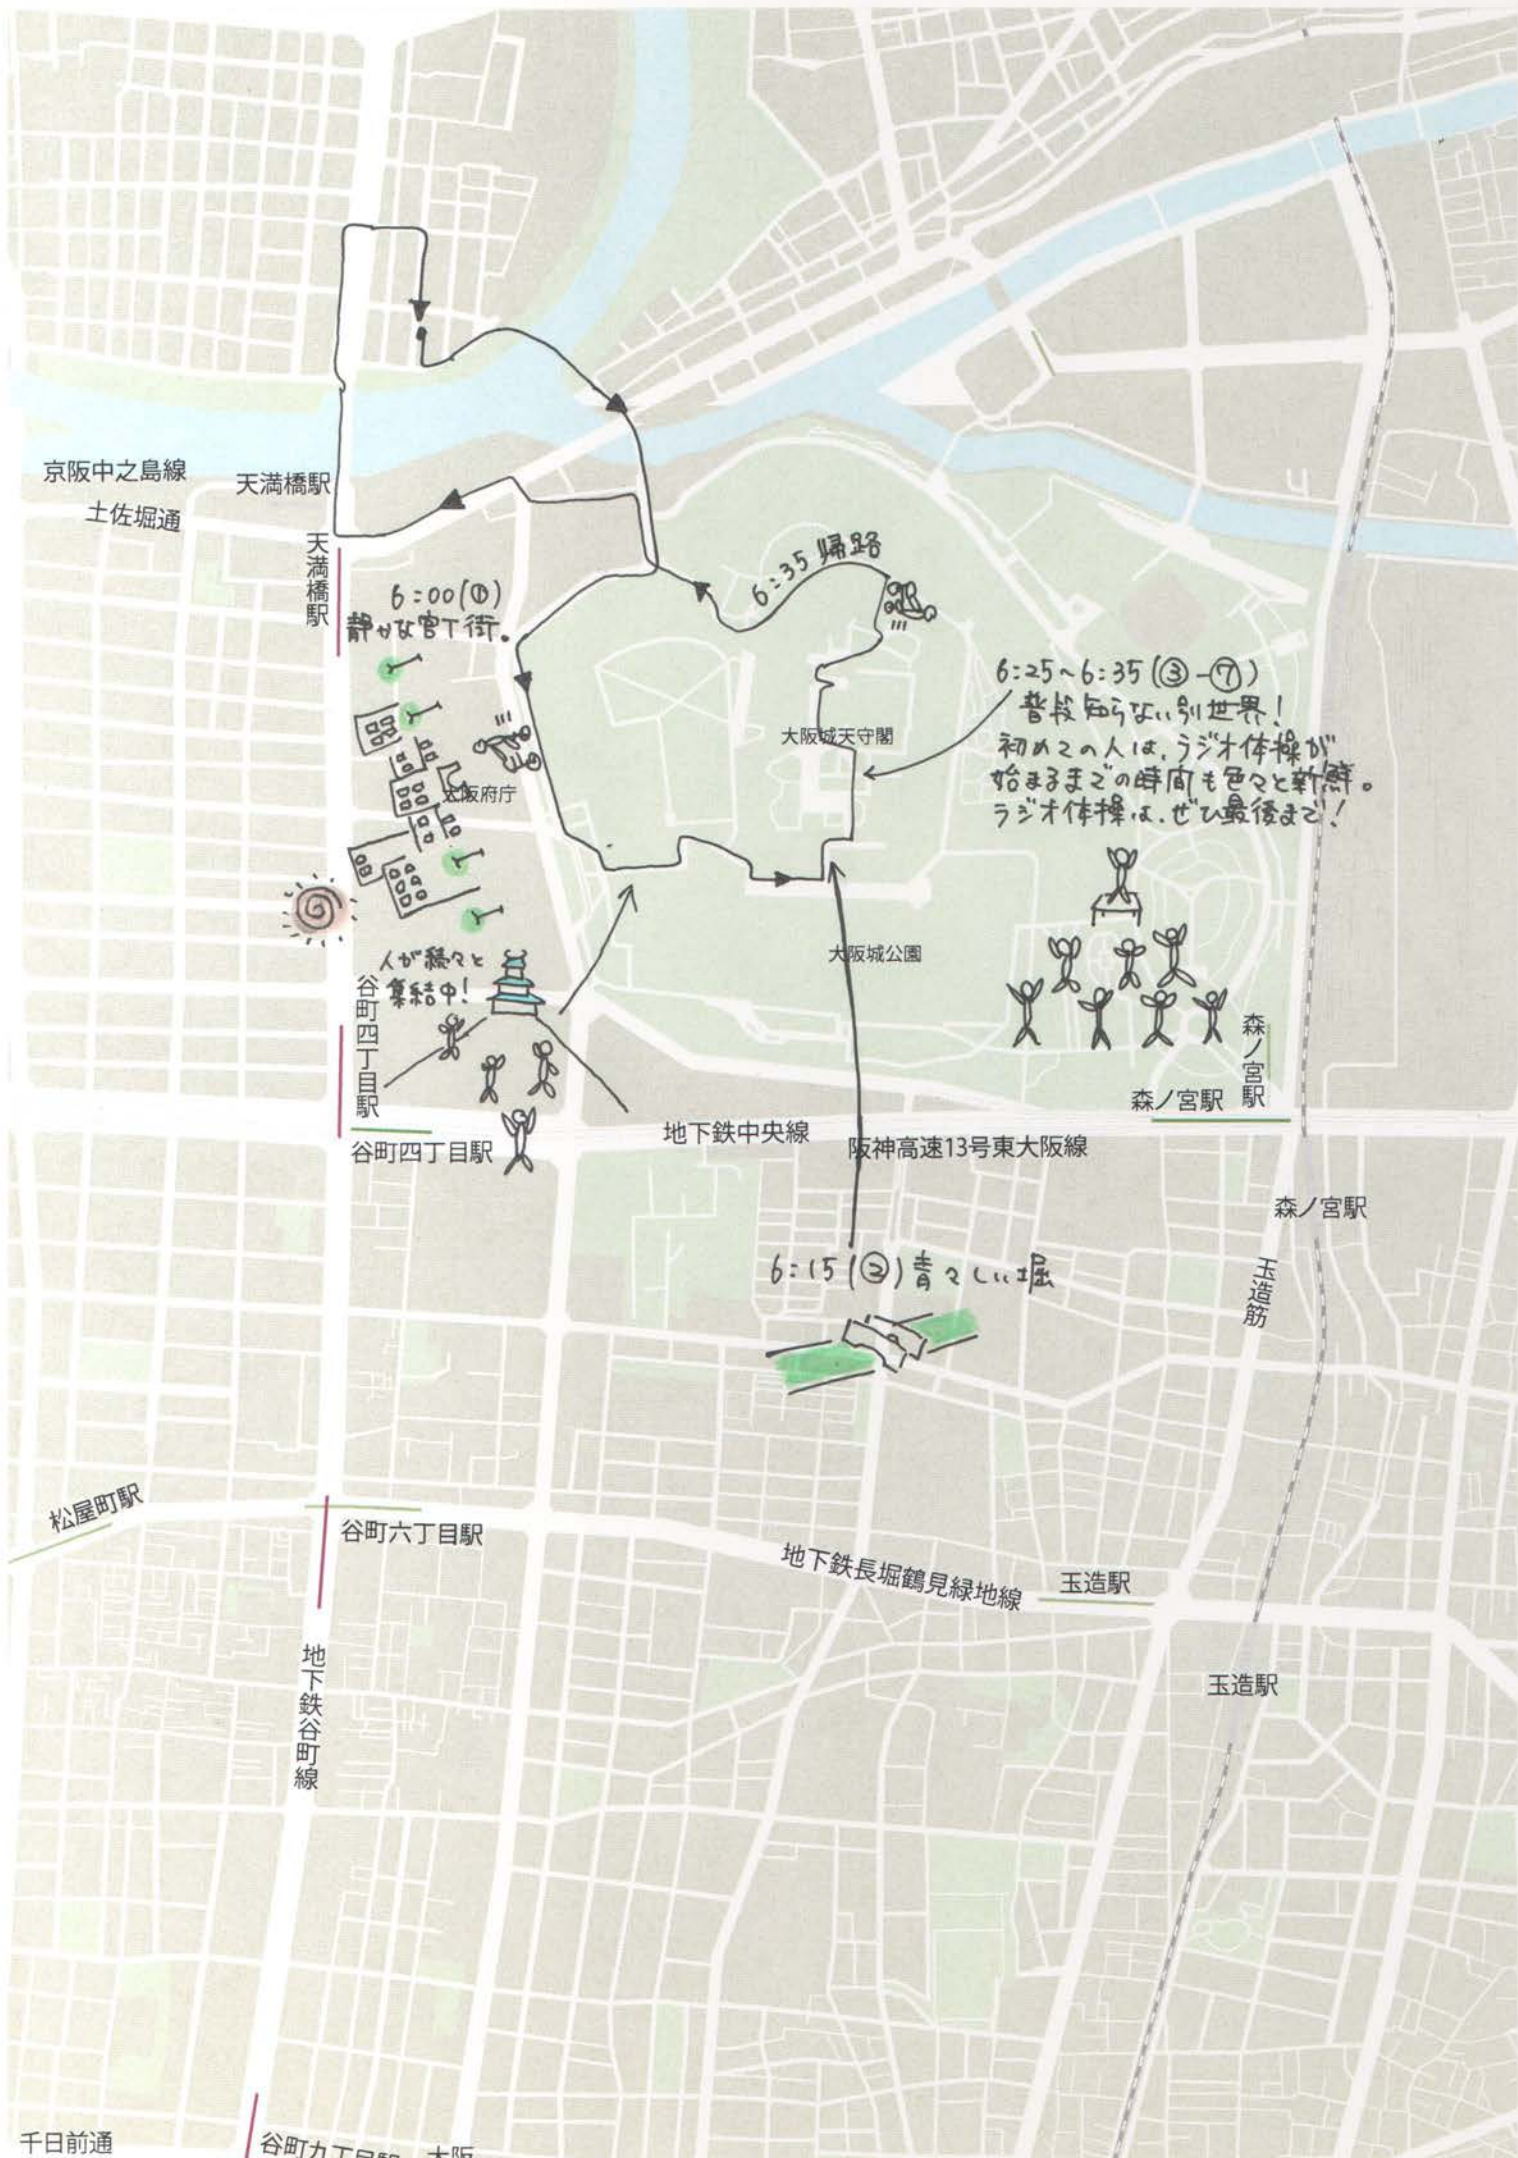 京阪中之島線
天満橋駅
土佐堀通
天満橋駅
6:00(①)
静かな官丁街。
6:35 帰路
6:25~6:35(③-⑦)
普段知らない別世界!
初めての人は、ラジオ体操が
始まるまでの時間も色々と新鮮。
ラジオ体操は、ぜひ最後まで!
大阪城天守閣
大阪府庁
大阪城公園
人が続々と
集結中!
谷町四丁目駅
谷町四丁目駅
地下鉄中央線
阪神高速13号東大阪線
森ノ宮駅
森ノ宮駅
森ノ宮駅
6:15(②)青々しい堀
玉造筋
松屋町駅
谷町六丁目駅
地下鉄長堀鶴見緑地線
玉造駅
玉造駅
地下鉄谷町線
千日前通
谷町九丁目駅
大阪